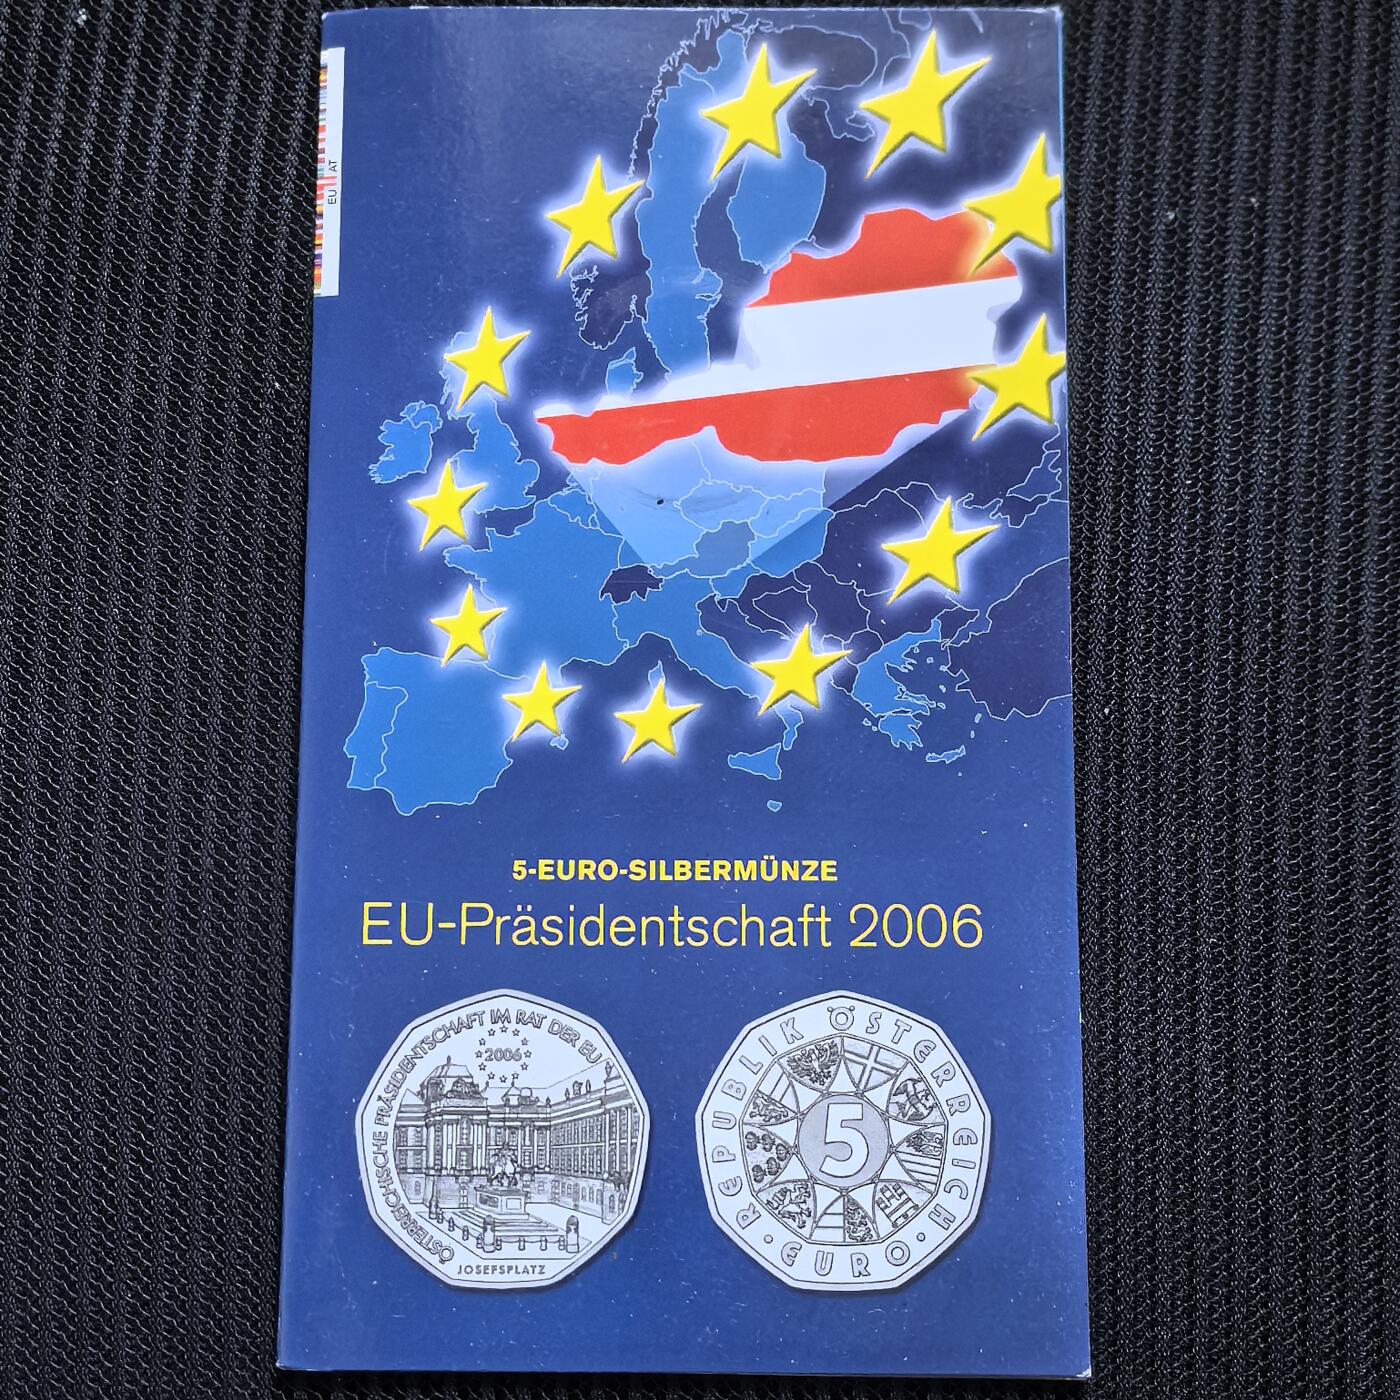 EU AT
5-EURO-SILBERMÜNZE
EU-Präsidentschaft 2006
ÖSTERREICHISCHE PRÄSIDENTSCHAFT IM RAT DER EU
2006
JOSEFSPLATZ
REPUBLIK ÖSTERREICH
5
· EURO ·